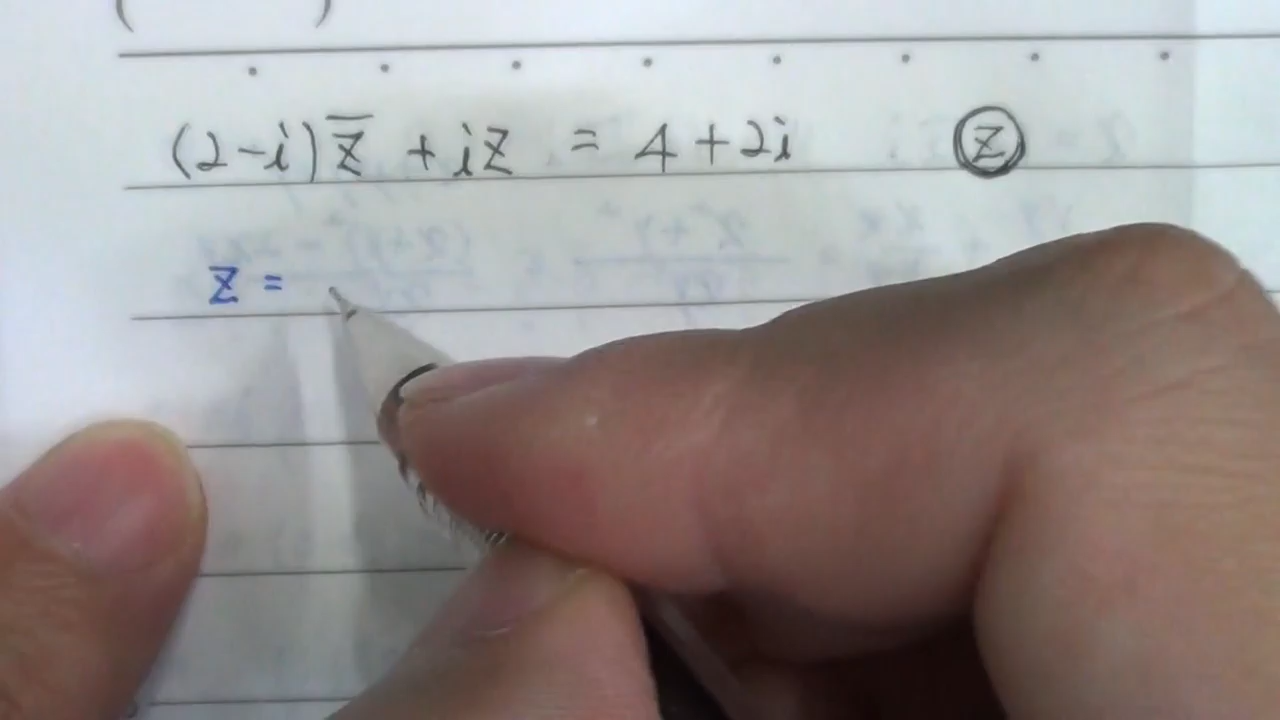 (2-i)z̅ + iz = 4+2i z
z =